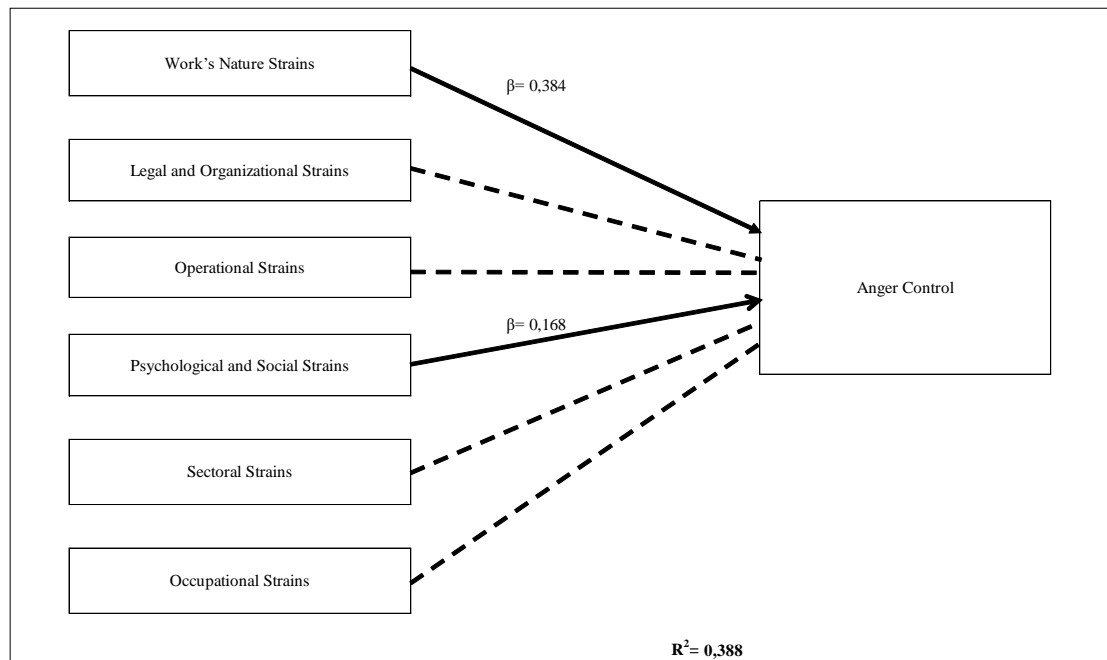 Work’s Nature Strains
β= 0,384
Legal and Organizational Strains
Operational Strains
Anger Control
β= 0,168
Psychological and Social Strains
Sectoral Strains
Occupational Strains
R²= 0,388